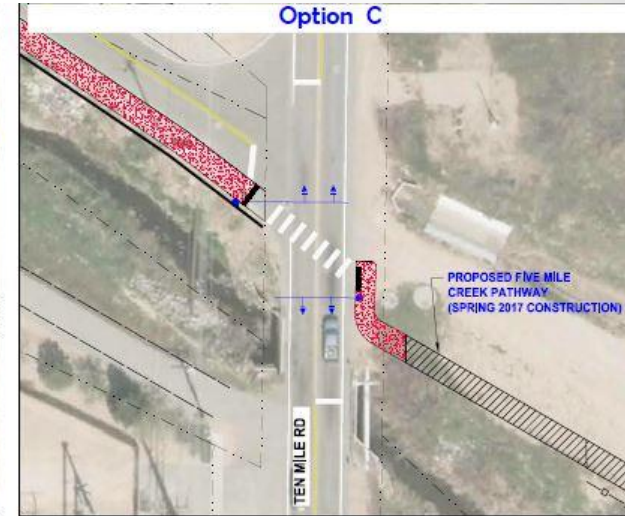 Option C
PROPOSED FIVE MILE
CREEK PATHWAY
(SPRING 2017 CONSTRUCTION)
TEN MILE RD